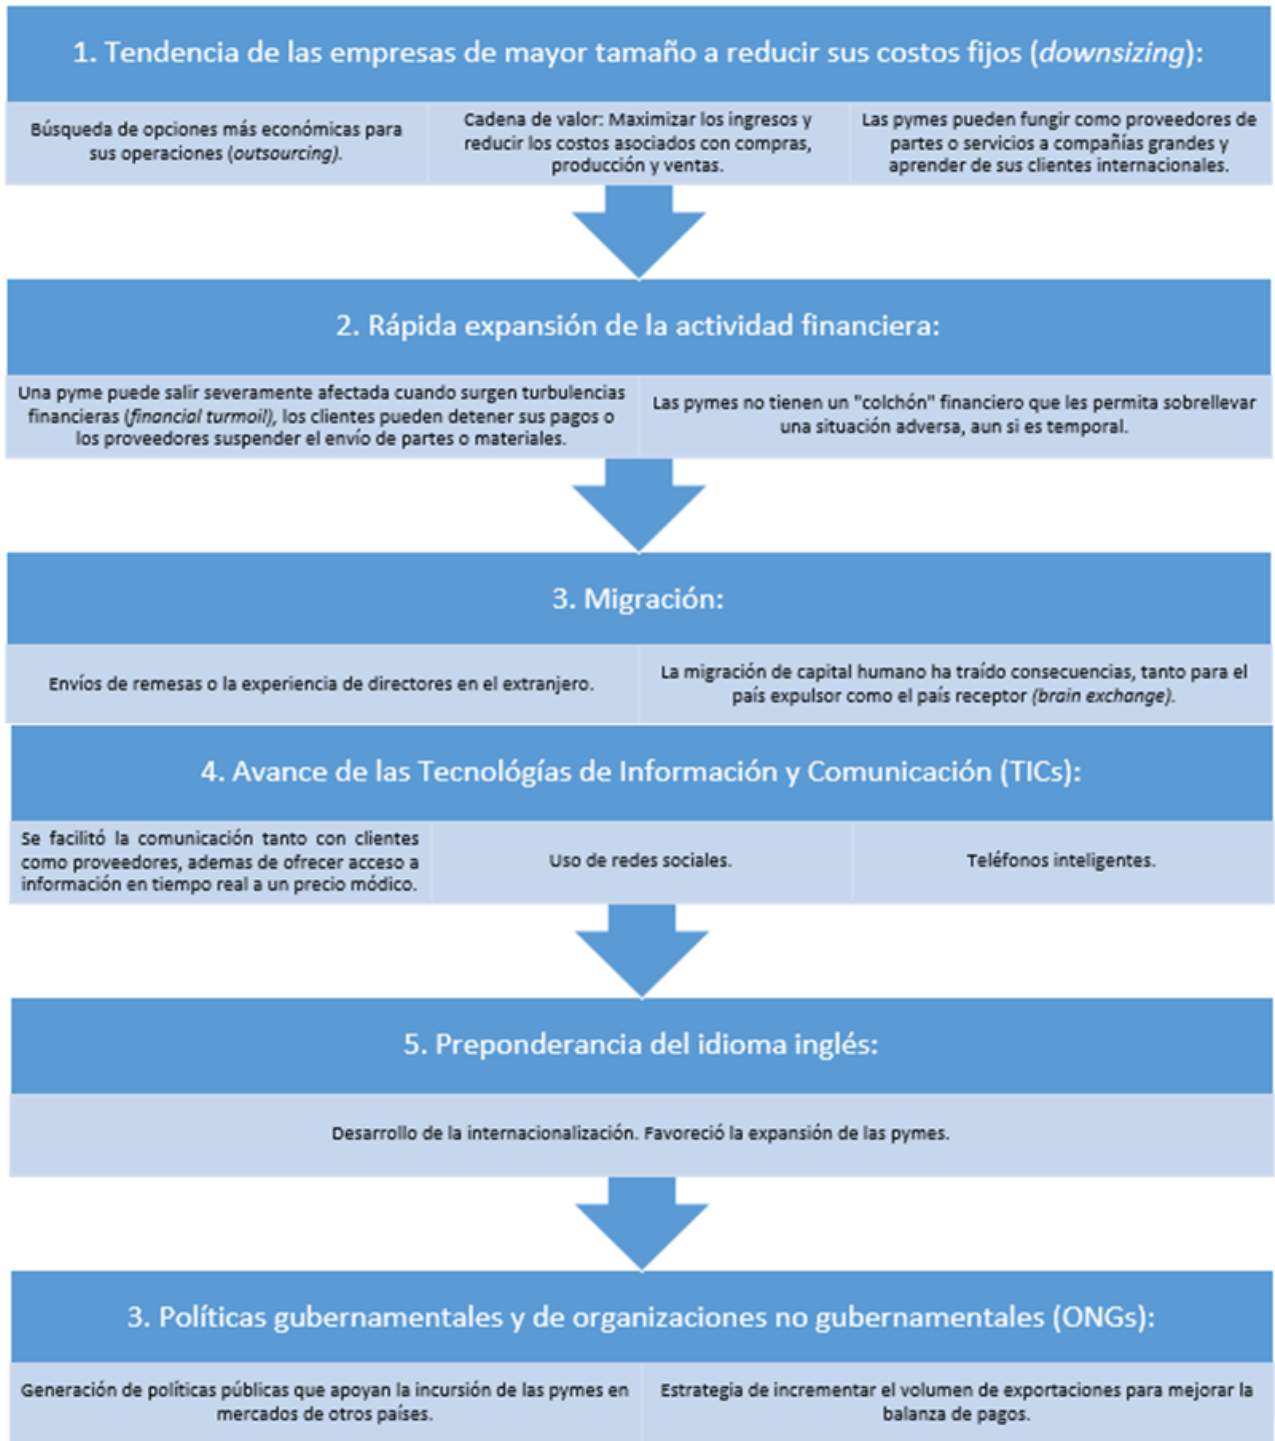 1. Tendencia de las empresas de mayor tamaño a reducir sus costos fijos (downsizing):
Búsqueda de opciones más económicas para
sus operaciones (outsourcing).
Cadena de valor: Maximizar los ingresos y
reducir los costos asociados con compras,
producción y ventas.
Las pymes pueden fungir como proveedores de
partes o servicios a compañías grandes y
aprender de sus clientes internacionales.
2. Rápida expansión de la actividad financiera:
Una pyme puede salir severamente afectada cuando surgen turbulencias
financieras (financial turmoil), los clientes pueden detener sus pagos o
los proveedores suspender el envío de partes o materiales.
Las pymes no tienen un "colchón" financiero que les permita sobrellevar
una situación adversa, aun si es temporal.
3. Migración:
Envíos de remesas o la experiencia de directores en el extranjero.
La migración de capital humano ha traído consecuencias, tanto para el
país expulsor como el país receptor (brain exchange).
4. Avance de las Tecnológías de Información y Comunicación (TICs):
Se facilitó la comunicación tanto con clientes
como proveedores, ademas de ofrecer acceso a
información en tiempo real a un precio módico.
Uso de redes sociales.
Teléfonos inteligentes.
5. Preponderancia del idioma inglés:
Desarrollo de la internacionalización. Favoreció la expansión de las pymes.
3. Políticas gubernamentales y de organizaciones no gubernamentales (ONGs):
Generación de políticas públicas que apoyan la incursión de las pymes en
mercados de otros países.
Estrategia de incrementar el volumen de exportaciones para mejorar la
balanza de pagos.